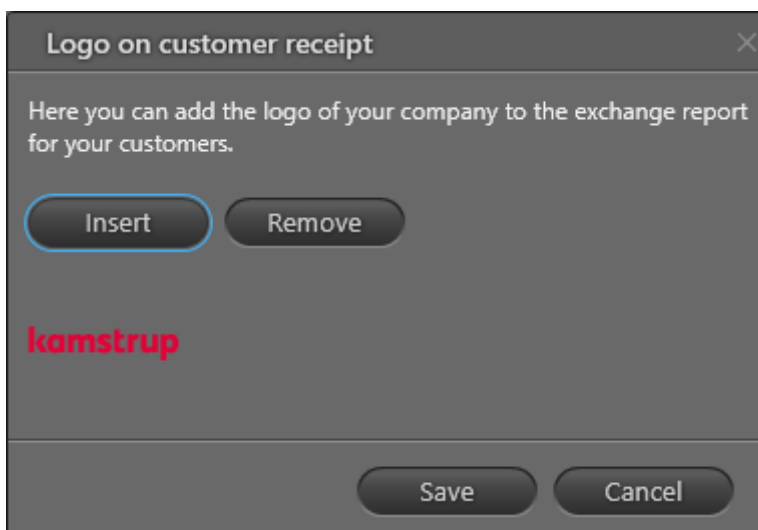 Logo on customer receipt
Here you can add the logo of your company to the exchange report
for your customers.
Insert Remove
kamstrup
Save Cancel